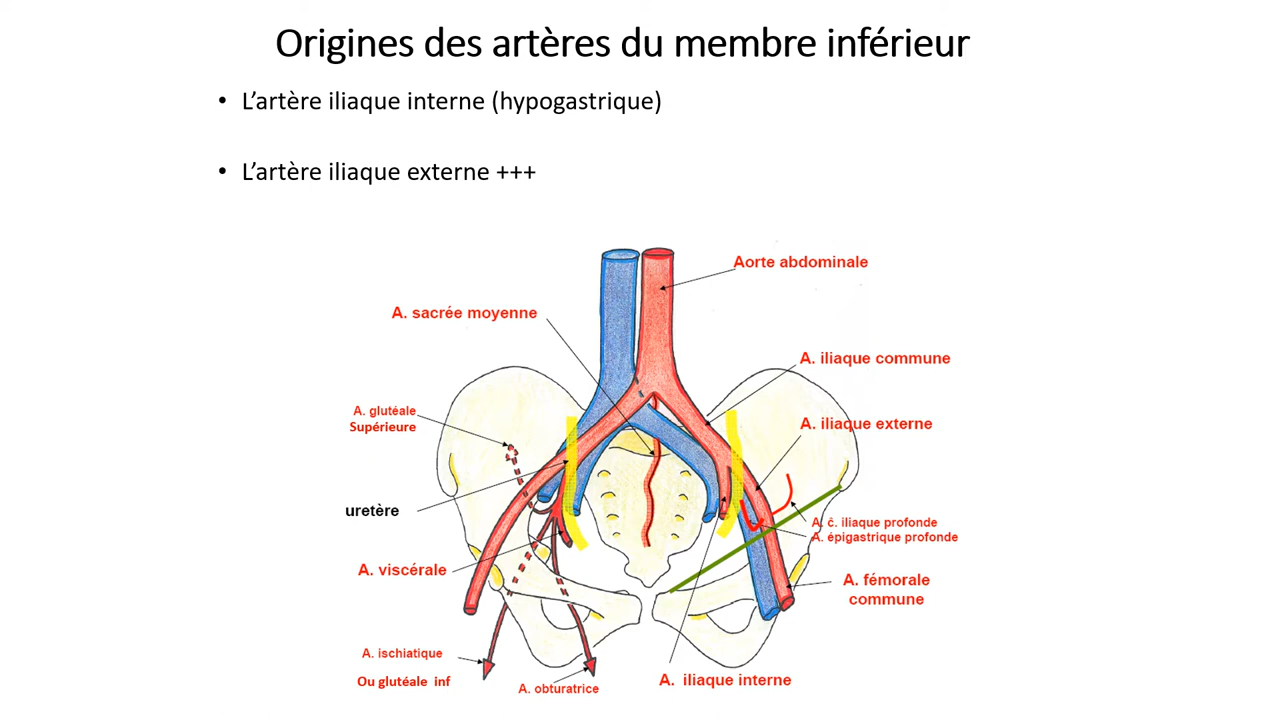 Origines des artères du membre inférieur
• L’artère iliaque interne (hypogastrique)
• L’artère iliaque externe +++
Aorte abdominale
A. sacrée moyenne
A. iliaque commune
A. glutéale
Supérieure
A. iliaque externe
uretère
A. c. iliaque profonde
A. épigastrique profonde
A. viscérale
A. fémorale
commune
A. ischiatique
Ou glutéale inf
A. obturatrice
A. iliaque interne